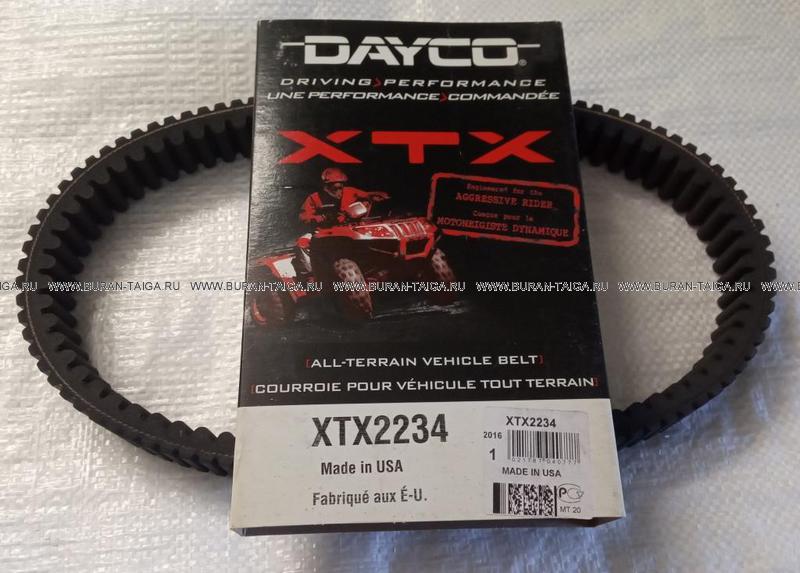 DAYCO®
DRIVING>PERFORMANCE
UNE PERFORMANCE>COMMANDÉE
XTX
Engineered for the
AGGRESSIVE RIDER
Conçue pour le
MOTONEIGISTE DYNAMIQUE
WWW.BURAN-TAIGA.RU WWW.BURAN-TAIGA.RU WWW.BURAN-TAIGA.RU WWW.BURAN-TAIGA.RU WWW.BURAN-TAIGA.RU
[ALL-TERRAIN VEHICLE BELT]
[COURROIE POUR VÉHICULE TOUT TERRAIN]
XTX2234
Made in USA
Fabriqué aux É-U.
XTX2234
2016
1
MADE IN USA
РСТ
MT 20